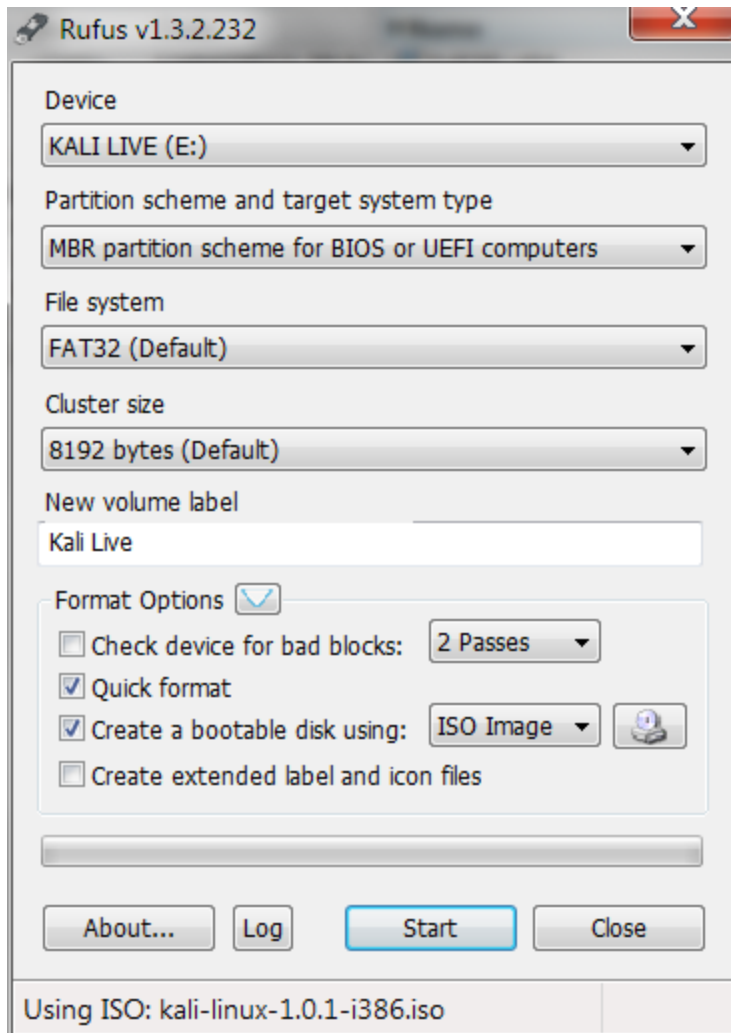 Rufus v1.3.2.232
Device
KALI LIVE (E:)
Partition scheme and target system type
MBR partition scheme for BIOS or UEFI computers
File system
FAT32 (Default)
Cluster size
8192 bytes (Default)
New volume label
Kali Live
Format Options
Check device for bad blocks: 2 Passes
Quick format
Create a bootable disk using: ISO Image
Create extended label and icon files
About... Log Start Close
Using ISO: kali-linux-1.0.1-i386.iso